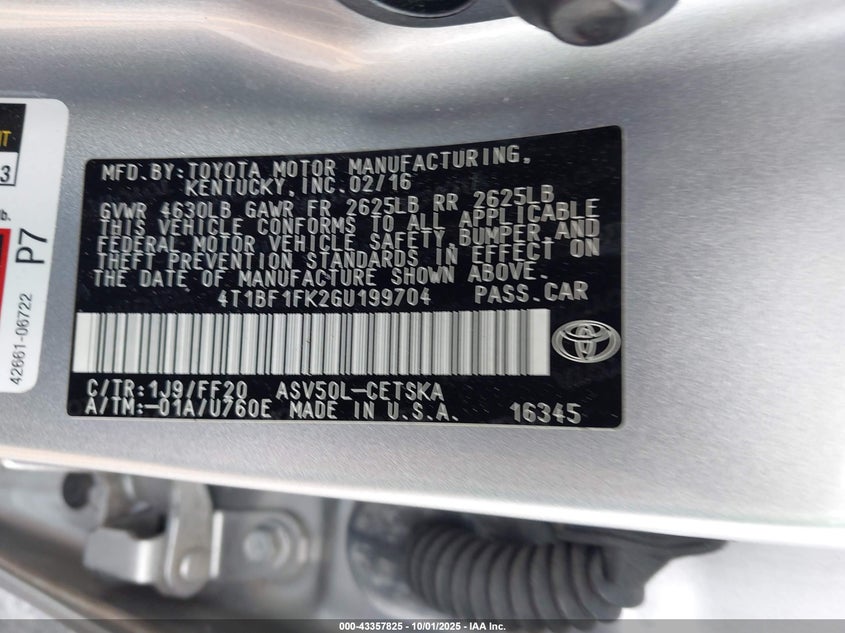 MFD.BY:TOYOTA MOTOR MANUFACTURING,
KENTUCKY,INC.02/16
GVWR 4630LB GAWR FR 2625LB RR 2625LB
THIS VEHICLE CONFORMS TO ALL APPLICABLE
FEDERAL MOTOR VEHICLE SAFETY,BUMPER,AND
THEFT PREVENTION STANDARDS IN EFFECT ON
THE DATE OF MANUFACTURE SHOWN ABOVE.
4T1BF1FK2GU199704 PASS.CAR
C/TR:1J9/FF20 ASV50L-CETSKA
A/TM:-01A/U760E MADE IN U.S.A. 16345
3
lb.
P7
42661-06722
000-43357825 - 10/01/2025 - IAA Inc.